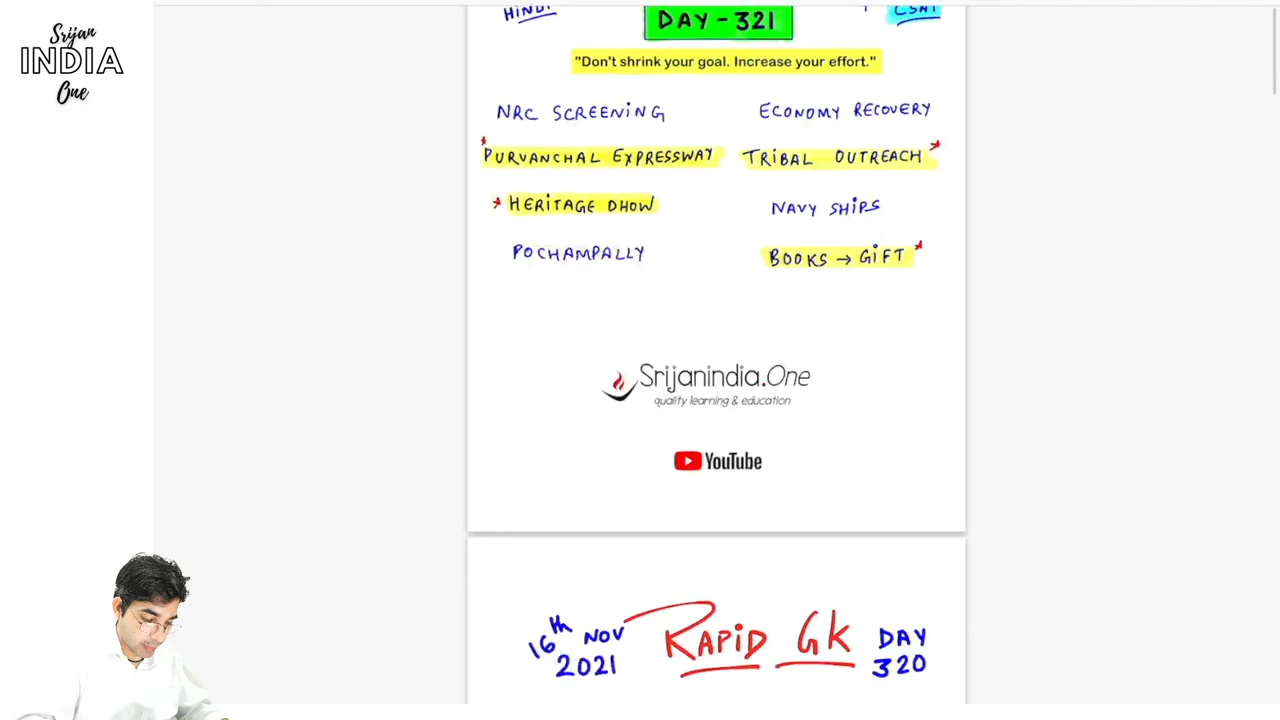 Srijan
INDIA
One
HINDI
CSAT
DAY - 321
"Don't shrink your goal. Increase your effort."
NRC SCREENING
ECONOMY RECOVERY
PURVANCHAL EXPRESSWAY
TRIBAL OUTREACH
HERITAGE DHOW
NAVY SHIPS
POCHAMPALLY
BOOKS → GIFT
Srijanindia.One
quality learning & education
YouTube
16th NOV
2021
RAPID GK
DAY
320